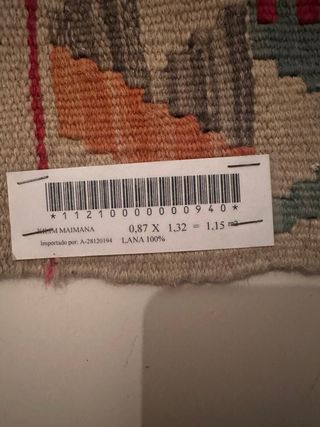 *11210000000940*
KILIM MAIMANA 0,87 X 1,32 = 1,15 m2
Importado por: A-28120194 LANA 100%